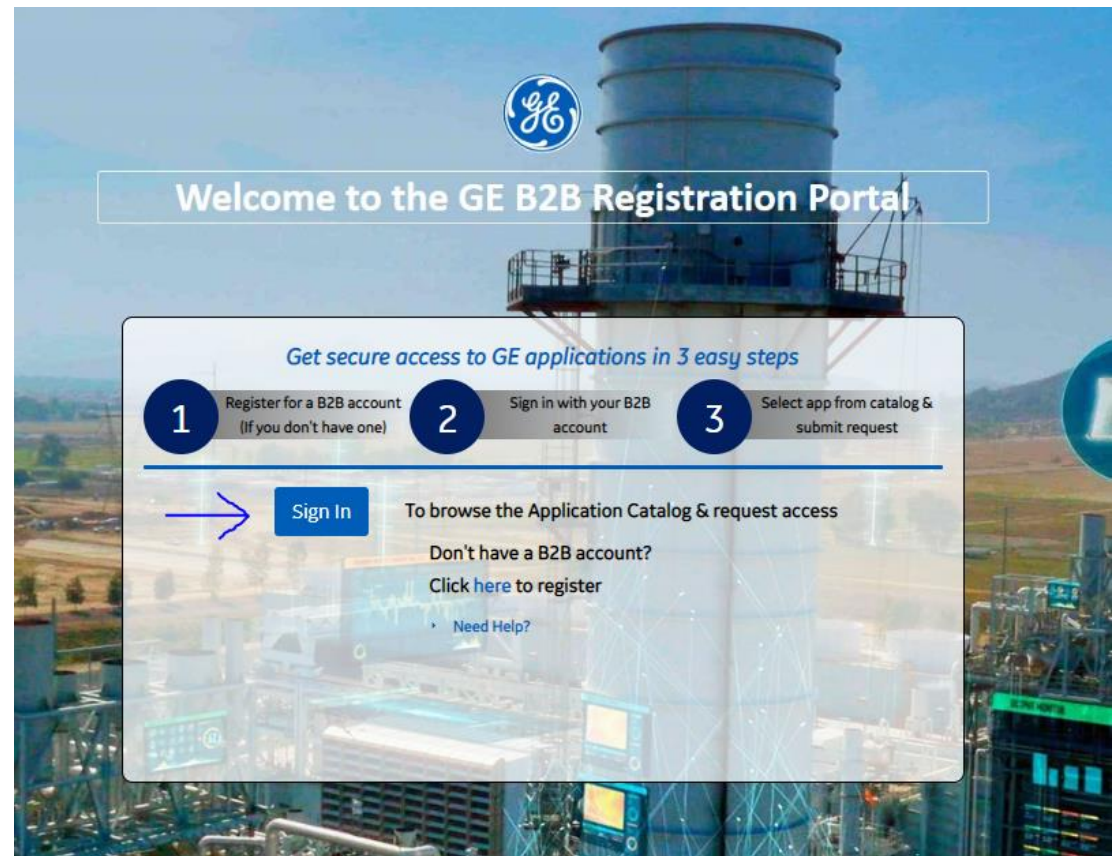 GE
Welcome to the GE B2B Registration Portal
Get secure access to GE applications in 3 easy steps
1
Register for a B2B account
(If you don't have one)
2
Sign in with your B2B
account
3
Select app from catalog &
submit request
Sign In
To browse the Application Catalog & request access
Don't have a B2B account?
Click here to register
Need Help?